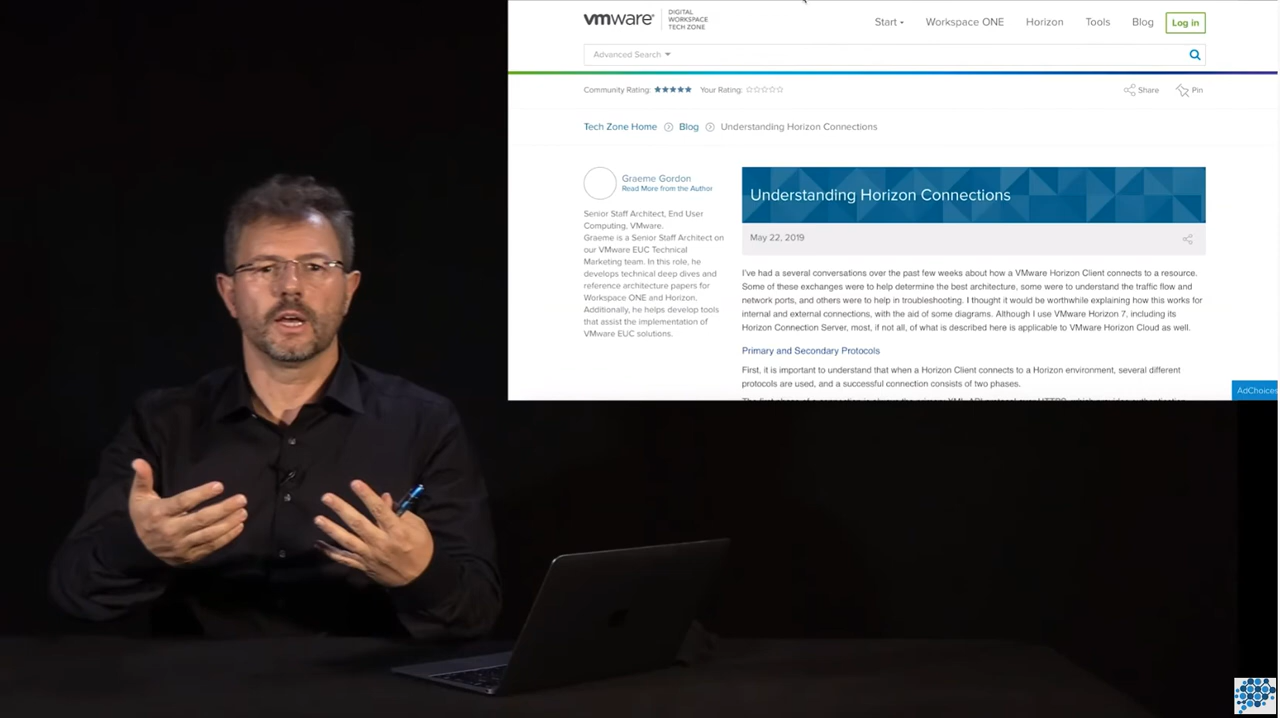 vmware® DIGITAL
WORKSPACE
TECH ZONE
Start Workspace ONE Horizon Tools Blog Log in
Advanced Search
Community Rating: Your Rating: Share Pin
Tech Zone Home Blog Understanding Horizon Connections
Graeme Gordon
Read More from the Author
Senior Staff Architect, End User
Computing, VMware.
Graeme is a Senior Staff Architect on
our VMware EUC Technical
Marketing team. In this role, he
develops technical deep dives and
reference architecture papers for
Workspace ONE and Horizon.
Additionally, he helps develop tools
that assist the implementation of
VMware EUC solutions.
Understanding Horizon Connections
May 22, 2019
I've had a several conversations over the past few weeks about how a VMware Horizon Client connects to a resource.
Some of these exchanges were to help determine the best architecture, some were to understand the traffic flow and
network ports, and others were to help in troubleshooting. I thought it would be worthwhile explaining how this works for
internal and external connections, with the aid of some diagrams. Although I use VMware Horizon 7, including its
Horizon Connection Server, most, if not all, of what is described here is applicable to VMware Horizon Cloud as well.
Primary and Secondary Protocols
First, it is important to understand that when a Horizon Client connects to a Horizon environment, several different
protocols are used, and a successful connection consists of two phases.
AdChoices